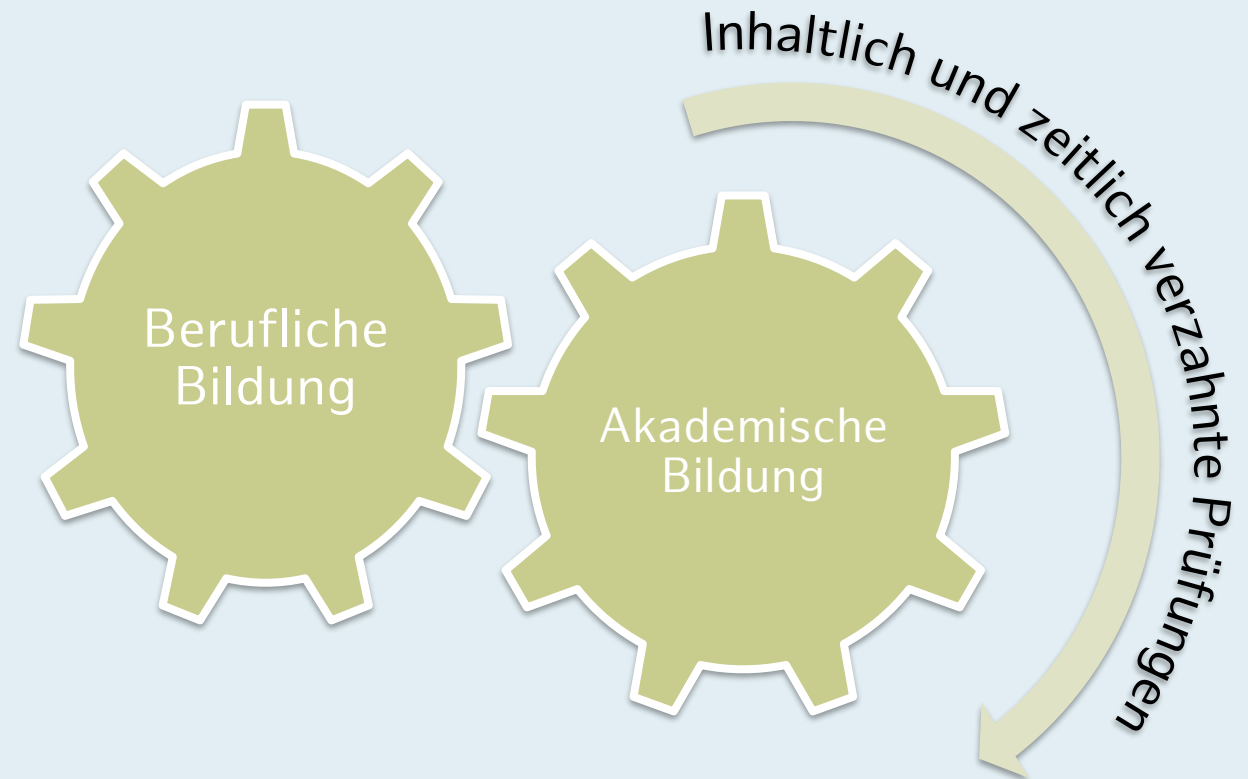 Inhaltlich und zeitlich verzahnte Prüfungen
Berufliche
Bildung
Akademische
Bildung